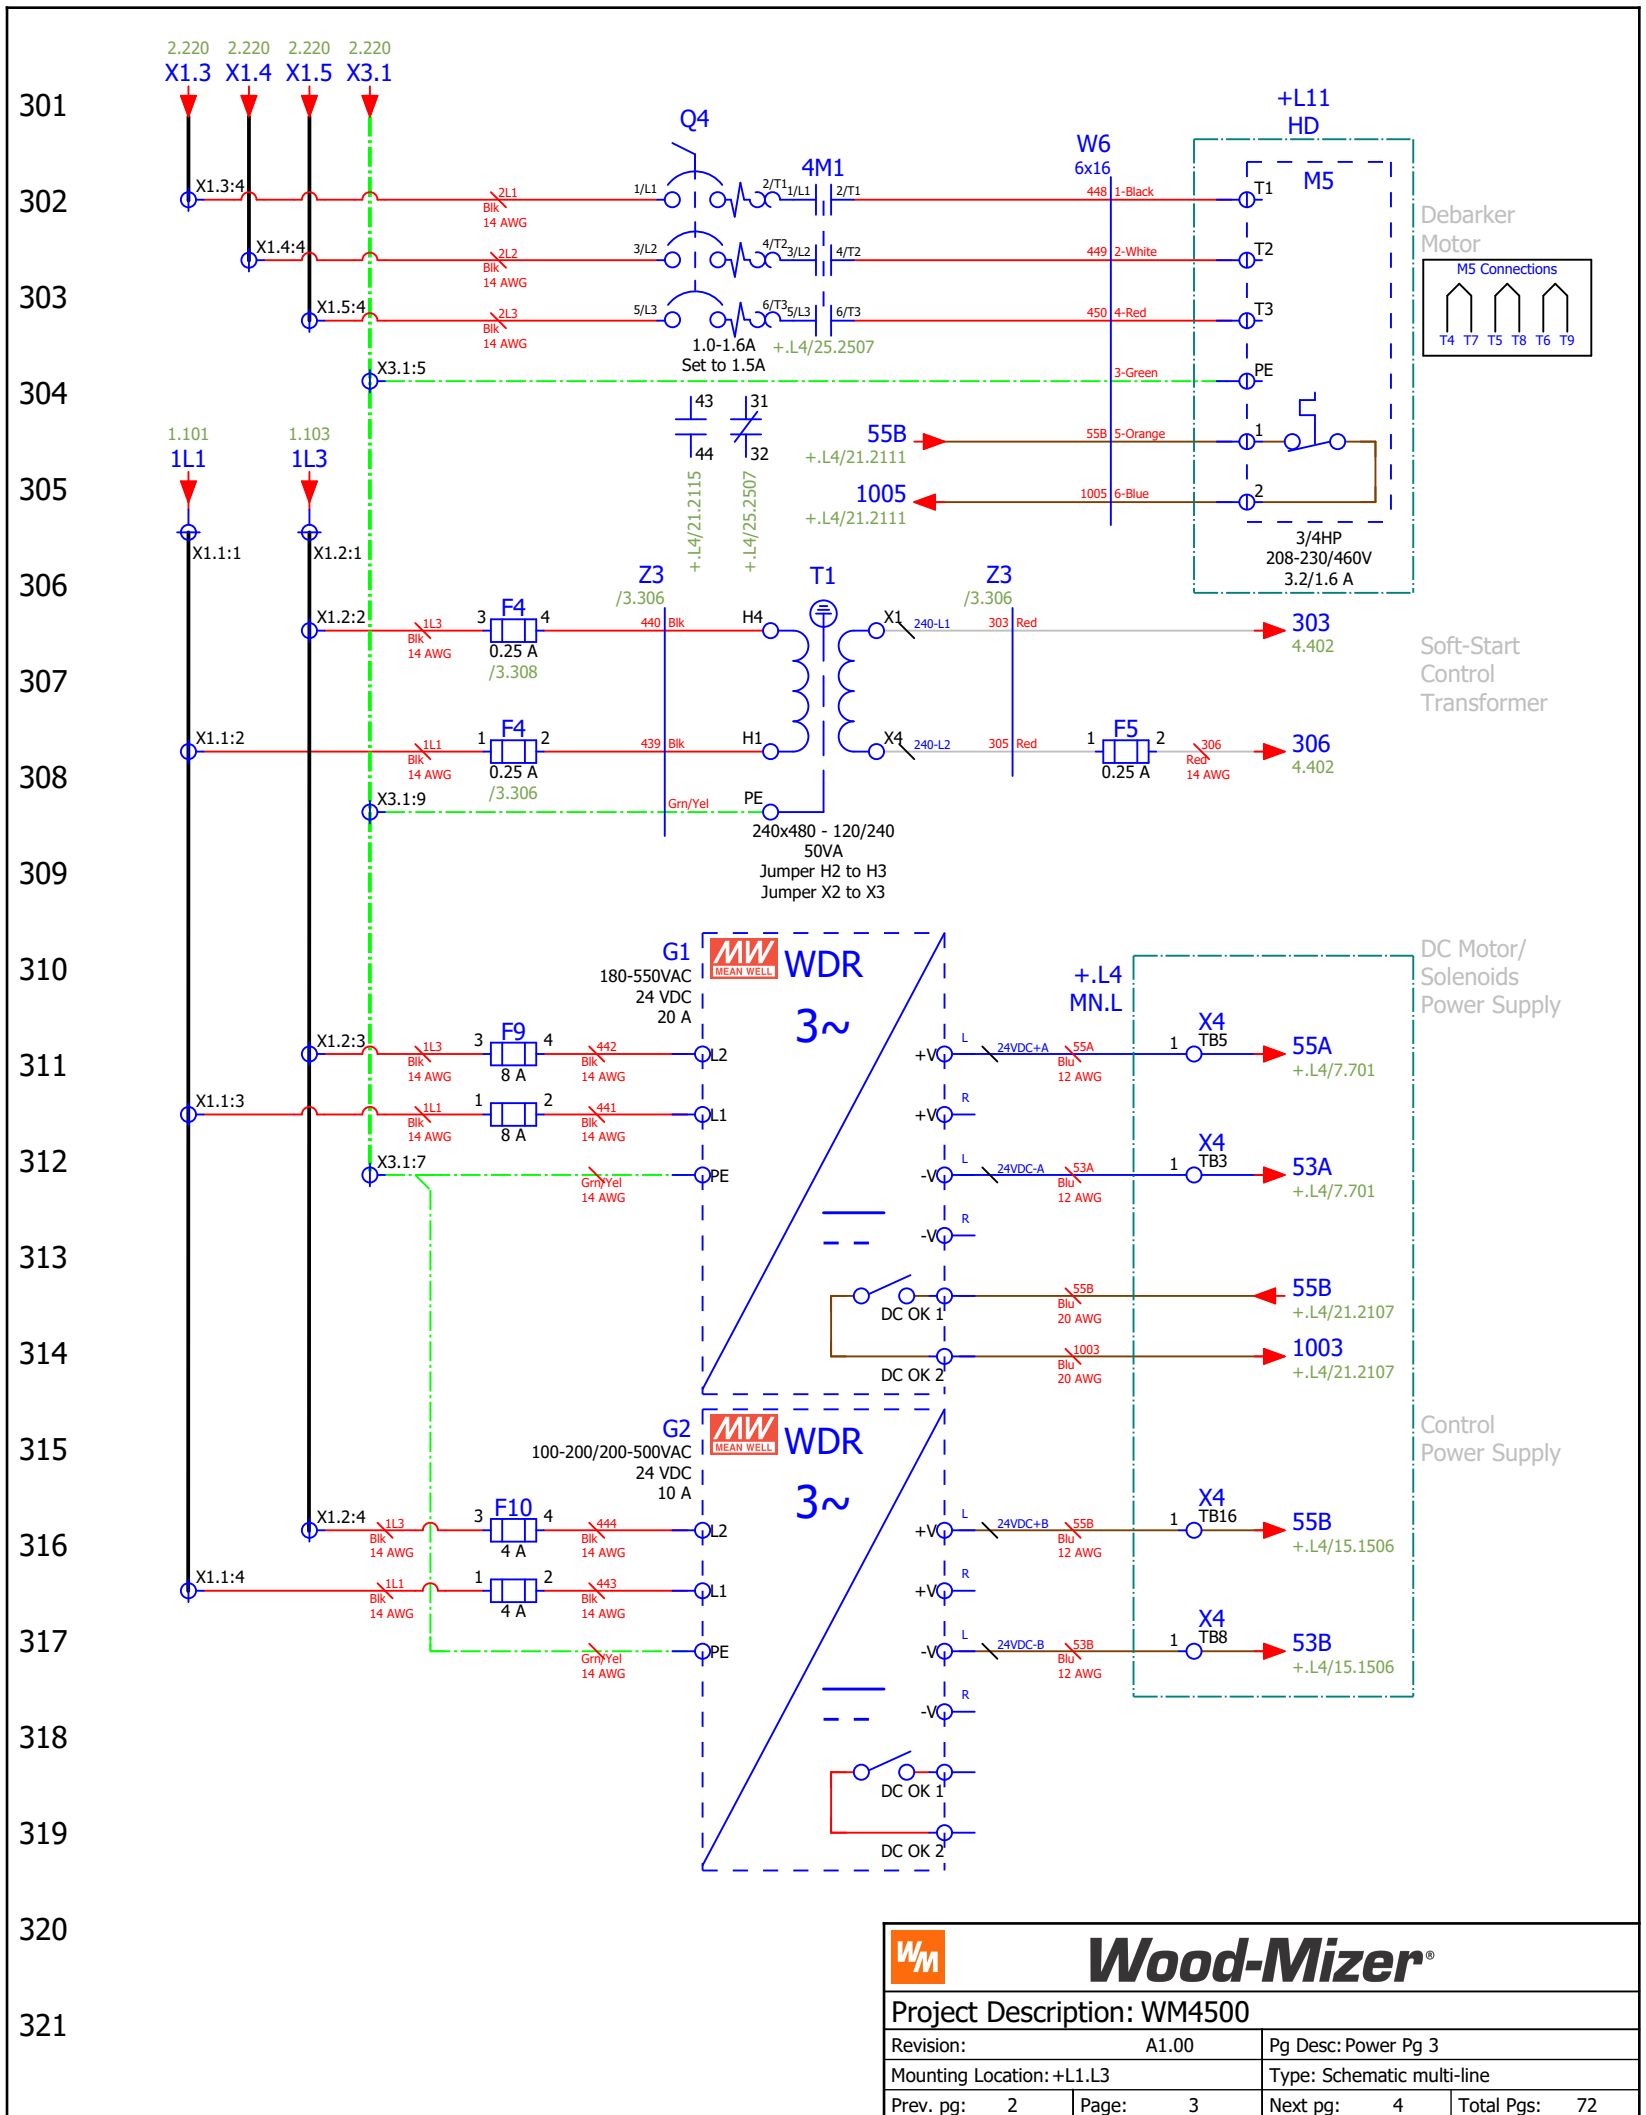 2.220 2.220 2.220 2.220
X1.3 X1.4 X1.5 X3.1
301
+L11
HD
Q4
W6
6x16
4M1
M5
302
X1.3:4
2L1
Blk
14 AWG
1/L1
2/T1
1/L1
2/T1
448 1-Black
T1
Debarker
Motor
X1.4:4
2L2
Blk
14 AWG
3/L2
4/T2
3/L2
4/T2
449 2-White
T2
M5 Connections
T4 T7 T5 T8 T6 T9
303
X1.5:4
2L3
Blk
14 AWG
5/L3
6/T3
5/L3
6/T3
450 4-Red
T3
1.0-1.6A
Set to 1.5A
+.L4/25.2507
304
X3.1:5
3-Green
PE
43
44
31
32
+.L4/21.2115
+.L4/25.2507
1.101
1L1
1.103
1L3
55B
+.L4/21.2111
55B 5-Orange
1
305
1005
+.L4/21.2111
1005 6-Blue
2
X1.1:1
X1.2:1
3/4HP
208-230/460V
3.2/1.6 A
306
Z3
/3.306
T1
Z3
/3.306
X1.2:2
1L3
Blk
14 AWG
3
F4
4
0.25 A
/3.308
440 Blk
H4
X1
240-L1
303 Red
303
4.402
Soft-Start
Control
Transformer
307
X1.1:2
1L1
Blk
14 AWG
1
F4
2
0.25 A
/3.306
439 Blk
H1
X4
240-L2
305 Red
1
F5
2
0.25 A
306
Red
14 AWG
306
4.402
308
X3.1:9
Grn/Yel
PE
240x480 - 120/240
50VA
Jumper H2 to H3
Jumper X2 to X3
309
310
G1
180-550VAC
24 VDC
20 A
MW
MEAN WELL
WDR
3~
+.L4
MN.L
DC Motor/
Solenoids
Power Supply
311
X1.2:3
1L3
Blk
14 AWG
3
F9
4
8 A
442
Blk
14 AWG
L2
+V
L
24VDC+A
55A
Blu
12 AWG
1
X4
TB5
55A
+.L4/7.701
X1.1:3
1L1
Blk
14 AWG
1
2
8 A
441
Blk
14 AWG
L1
+V
R
312
X3.1:7
Grn/Yel
14 AWG
PE
-V
L
24VDC-A
53A
Blu
12 AWG
1
X4
TB3
53A
+.L4/7.701
313
-V
R
DC OK 1
55B
Blu
20 AWG
55B
+.L4/21.2107
314
DC OK 2
1003
Blu
20 AWG
1003
+.L4/21.2107
315
G2
100-200/200-500VAC
24 VDC
10 A
MW
MEAN WELL
WDR
3~
Control
Power Supply
316
X1.2:4
1L3
Blk
14 AWG
3
F10
4
4 A
444
Blk
14 AWG
L2
+V
L
24VDC+B
55B
Blu
12 AWG
1
X4
TB16
55B
+.L4/15.1506
X1.1:4
1L1
Blk
14 AWG
1
2
4 A
443
Blk
14 AWG
L1
+V
R
317
Grn/Yel
14 AWG
PE
-V
L
24VDC-B
53B
Blu
12 AWG
1
X4
TB8
53B
+.L4/15.1506
318
-V
R
DC OK 1
319
DC OK 2
320
WM
Wood-Mizer®
321
Project Description: WM4500
Revision: A1.00
Pg Desc: Power Pg 3
Mounting Location: +L1.L3
Type: Schematic multi-line
Prev. pg: 2
Page: 3
Next pg: 4
Total Pgs: 72